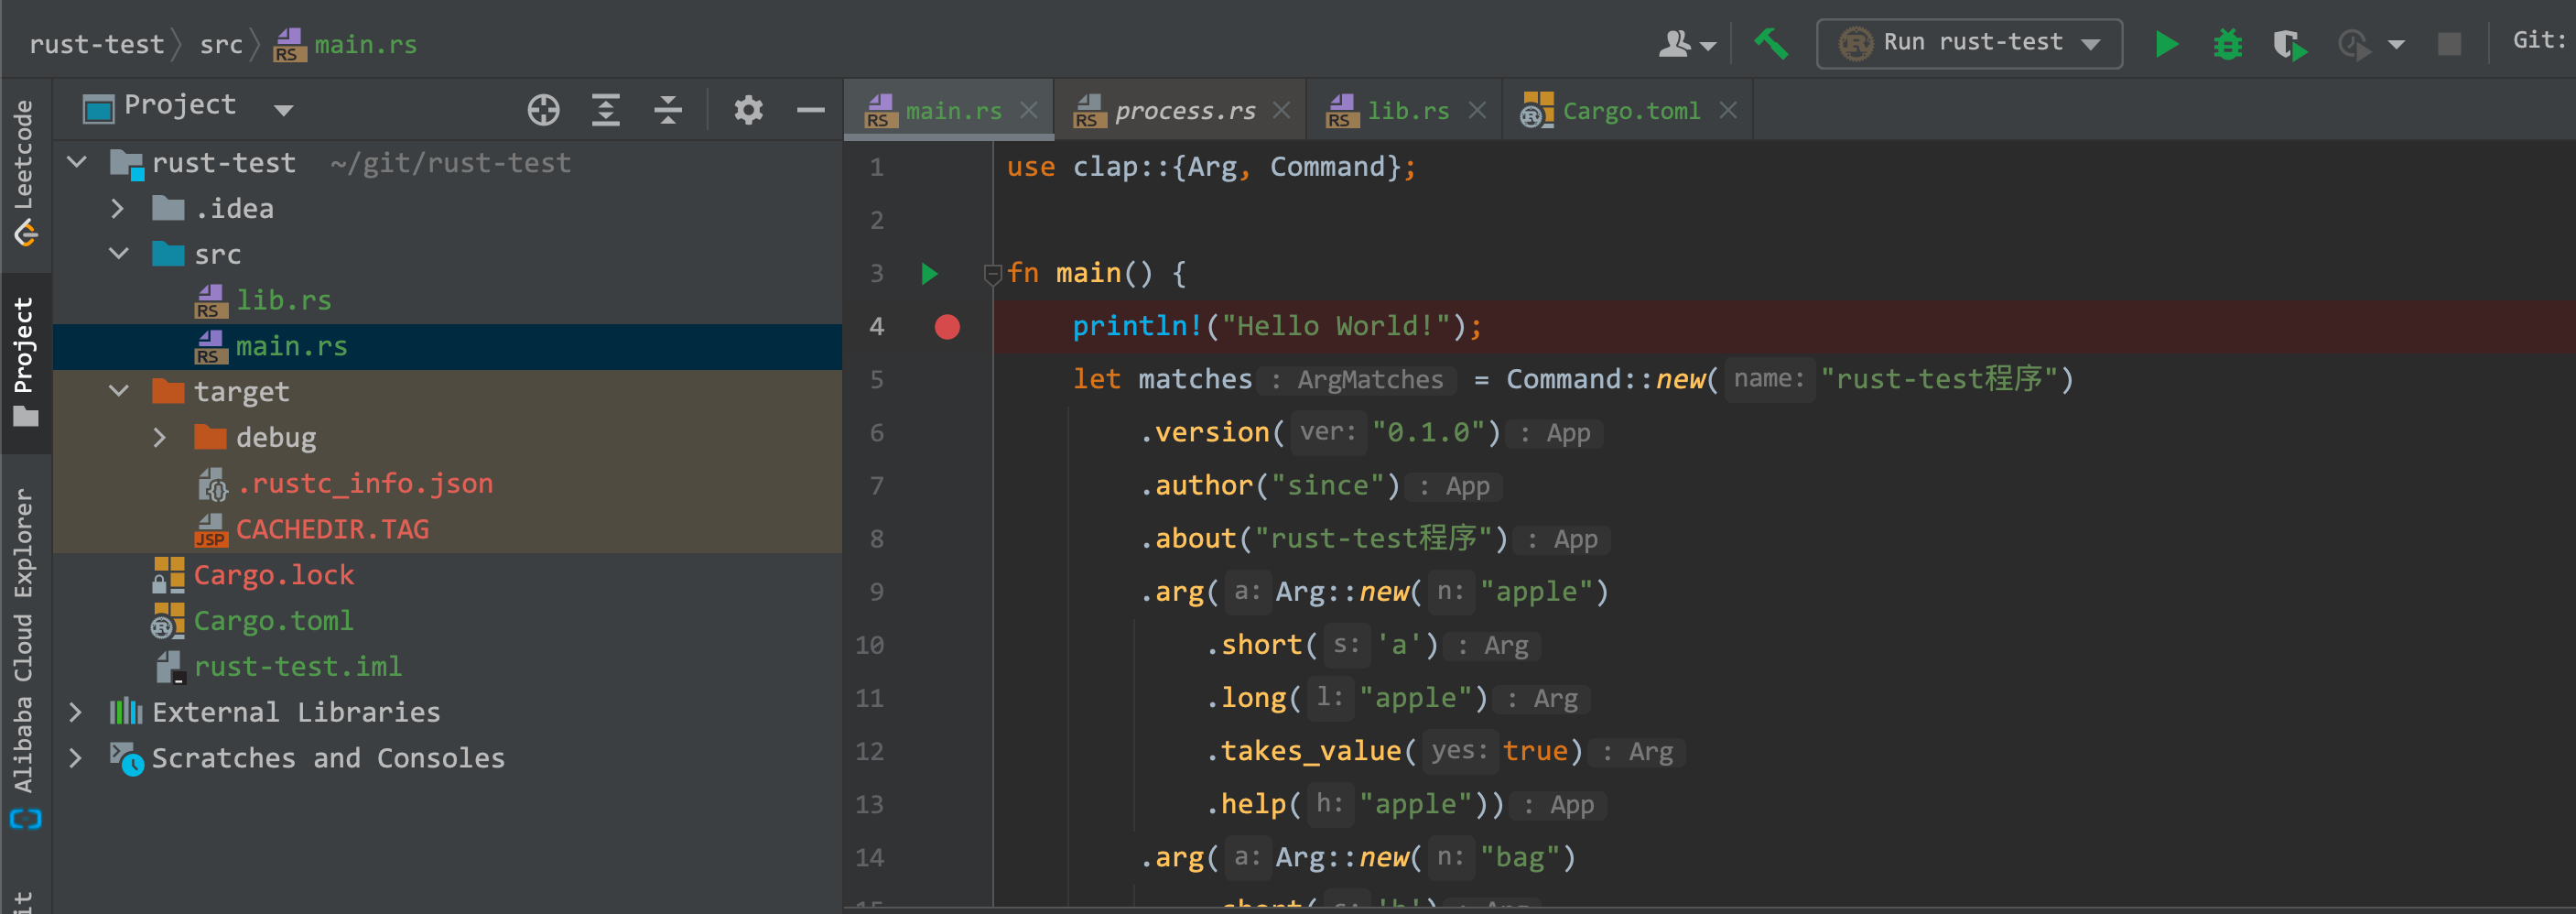 rust-test src main.rs
Run rust-test
Git:
Leetcode
Project
Alibaba Cloud Explorer
Project
rust-test ~/git/rust-test
.idea
src
lib.rs
main.rs
target
debug
.rustc_info.json
CACHEDIR.TAG
Cargo.lock
Cargo.toml
rust-test.iml
External Libraries
Scratches and Consoles
main.rs process.rs lib.rs Cargo.toml
1 use clap::{Arg, Command};
2
3 fn main() {
4 println!("Hello World!");
5 let matches : ArgMatches = Command::new( name: "rust-test程序")
6 .version( ver: "0.1.0") : App
7 .author("since") : App
8 .about("rust-test程序") : App
9 .arg( a: Arg::new( n: "apple")
10 .short( s: 'a') : Arg
11 .long( l: "apple") : Arg
12 .takes_value( yes: true) : Arg
13 .help( h: "apple")) : App
14 .arg( a: Arg::new( n: "bag")